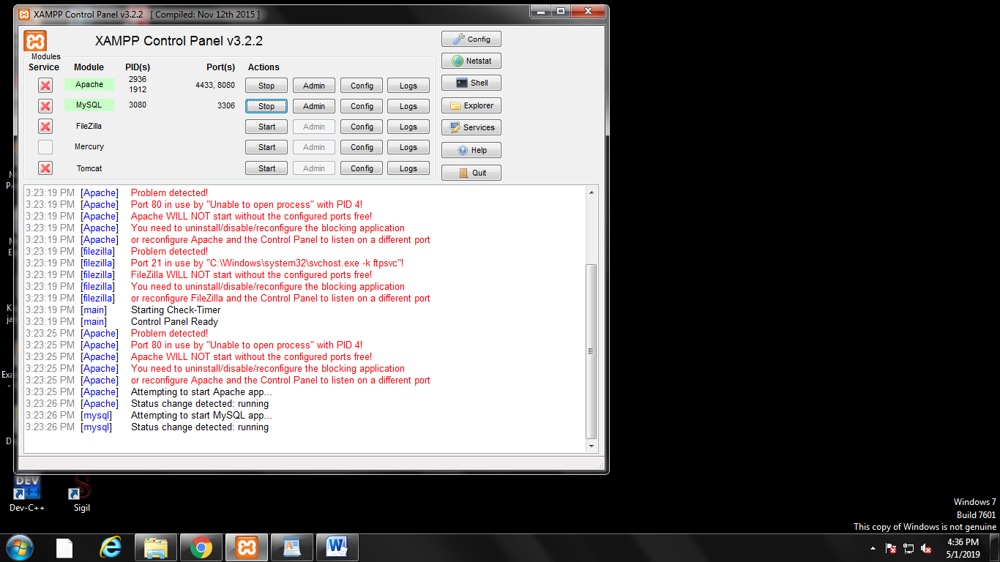 XAMPP Control Panel v3.2.2 [ Compiled: Nov 12th 2015 ]
XAMPP Control Panel v3.2.2
Config
Modules
Service Module PID(s) Port(s) Actions
Netstat
Apache 2936 1912 4433, 8080 Stop Admin Config Logs
Shell
MySQL 3080 3306 Stop Admin Config Logs
Explorer
FileZilla Start Admin Config Logs
Services
Mercury Start Admin Config Logs
Help
Tomcat Start Admin Config Logs
Quit
3:23:19 PM [Apache] Problem detected!
3:23:19 PM [Apache] Port 80 in use by "Unable to open process" with PID 4!
3:23:19 PM [Apache] Apache WILL NOT start without the configured ports free!
3:23:19 PM [Apache] You need to uninstall/disable/reconfigure the blocking application
3:23:19 PM [Apache] or reconfigure Apache and the Control Panel to listen on a different port
3:23:19 PM [filezilla] Problem detected!
3:23:19 PM [filezilla] Port 21 in use by "C:\Windows\system32\svchost.exe -k ftpsvc"!
3:23:19 PM [filezilla] FileZilla WILL NOT start without the configured ports free!
3:23:19 PM [filezilla] You need to uninstall/disable/reconfigure the blocking application
3:23:19 PM [filezilla] or reconfigure FileZilla and the Control Panel to listen on a different port
3:23:19 PM [main] Starting Check-Timer
3:23:19 PM [main] Control Panel Ready
3:23:25 PM [Apache] Problem detected!
3:23:25 PM [Apache] Port 80 in use by "Unable to open process" with PID 4!
3:23:25 PM [Apache] Apache WILL NOT start without the configured ports free!
3:23:25 PM [Apache] You need to uninstall/disable/reconfigure the blocking application
3:23:25 PM [Apache] or reconfigure Apache and the Control Panel to listen on a different port
3:23:25 PM [Apache] Attempting to start Apache app...
3:23:26 PM [Apache] Status change detected: running
3:23:26 PM [mysql] Attempting to start MySQL app...
3:23:26 PM [mysql] Status change detected: running
DEV
Dev-C++
Sigil
Windows 7
Build 7601
This copy of Windows is not genuine
4:36 PM
5/1/2019